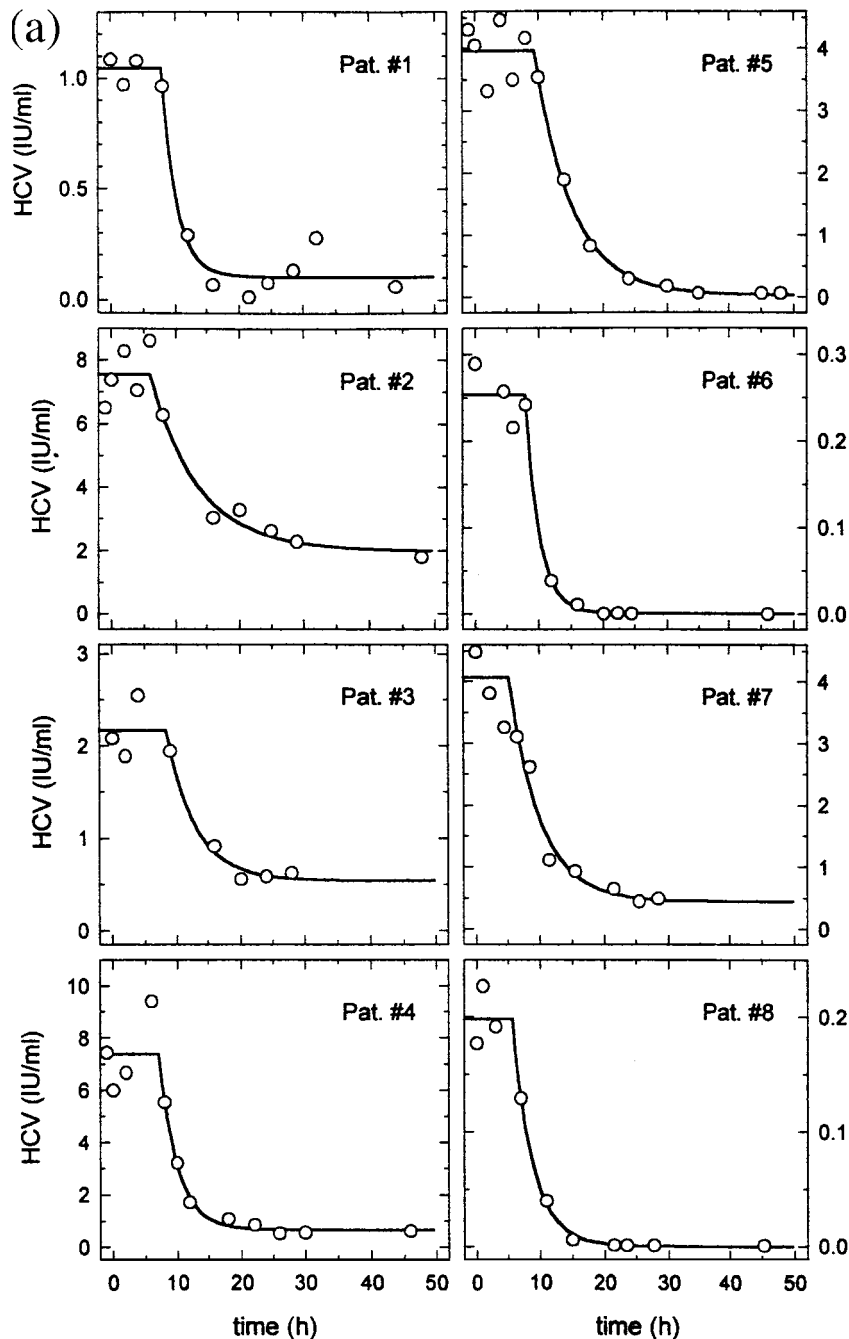 (a)
Pat. #1
HCV (IU/ml)
1.0
0.5
0.0
Pat. #5
4
3
2
1
0
Pat. #2
HCV (IU/ml)
8
6
4
2
0
Pat. #6
0.3
0.2
0.1
0.0
Pat. #3
HCV (IU/ml)
3
2
1
0
Pat. #7
4
3
2
1
0
Pat. #4
HCV (IU/ml)
10
8
6
4
2
0
Pat. #8
0.2
0.1
0.0
0 10 20 30 40 50
0 10 20 30 40 50
time (h)
time (h)